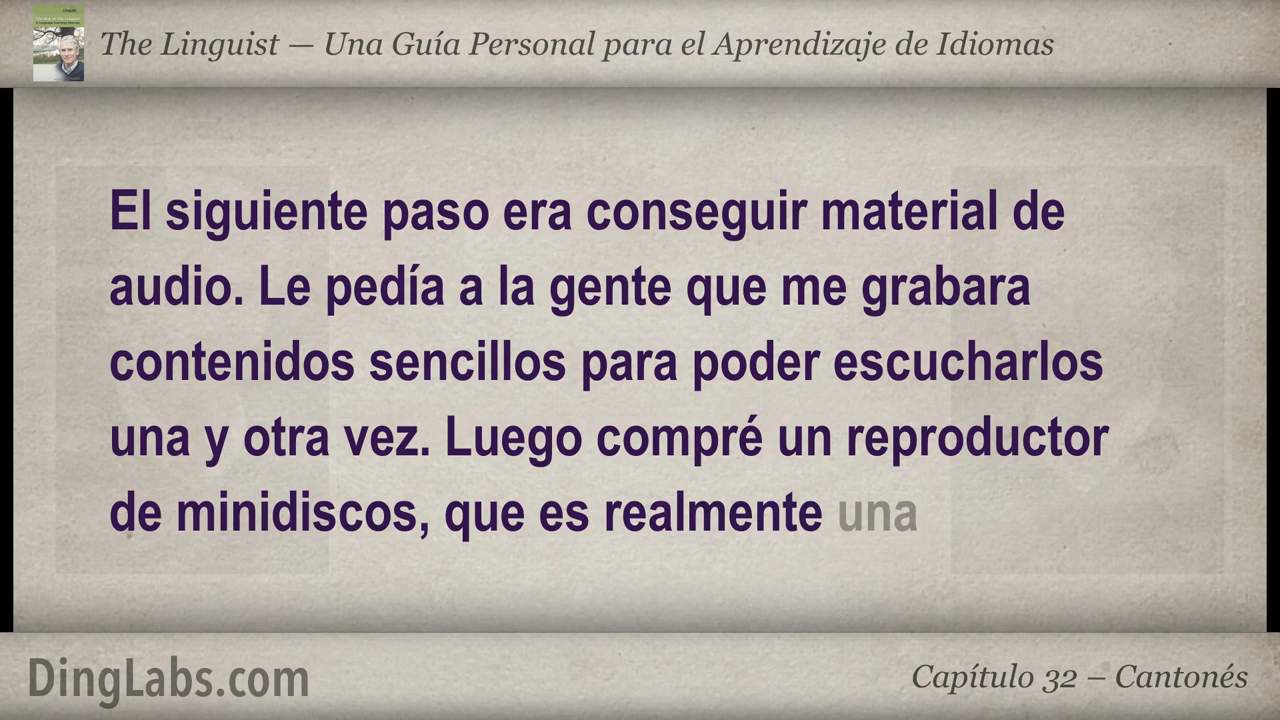 The Linguist — Una Guía Personal para el Aprendizaje de Idiomas
El siguiente paso era conseguir material de
audio. Le pedía a la gente que me grabara
contenidos sencillos para poder escucharlos
una y otra vez. Luego compré un reproductor
de minidiscos, que es realmente una
DingLabs.com
Capítulo 32 – Cantonés